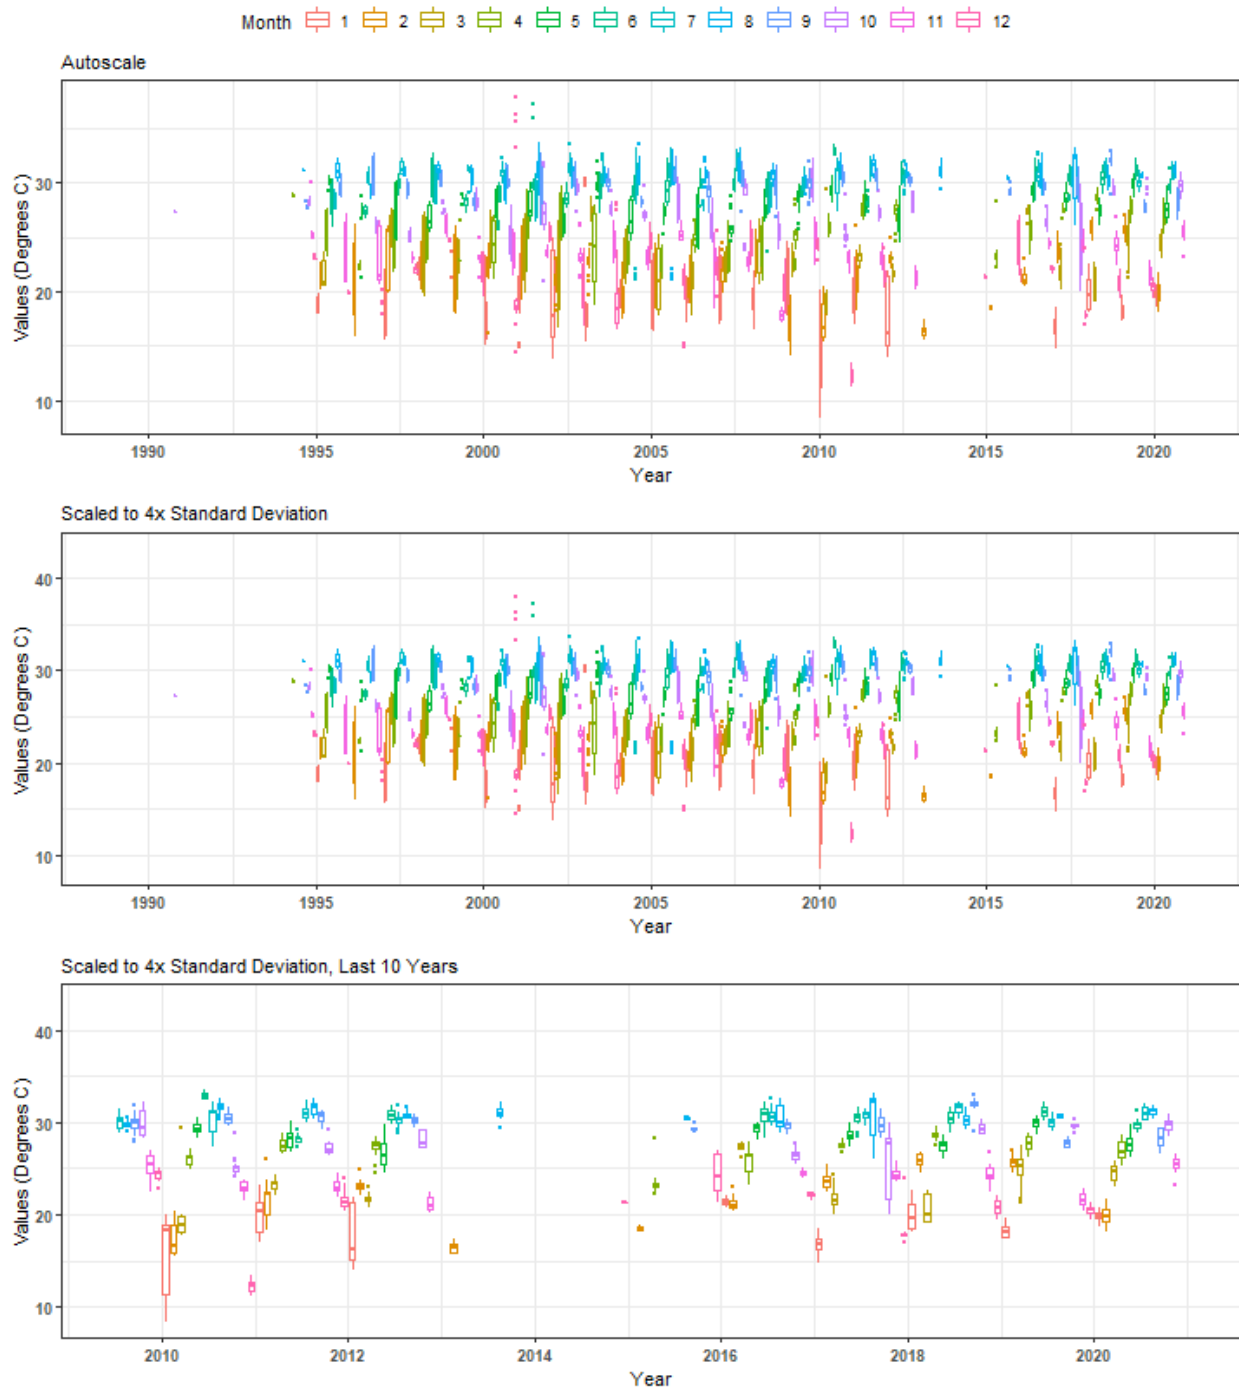 Month 1 2 3 4 5 6 7 8 9 10 11 12
Autoscale
Values (Degrees C)
30
20
10
1990 1995 2000 2005 2010 2015 2020
Year
Scaled to 4x Standard Deviation
Values (Degrees C)
40
30
20
10
1990 1995 2000 2005 2010 2015 2020
Year
Scaled to 4x Standard Deviation, Last 10 Years
Values (Degrees C)
40
30
20
10
2010 2012 2014 2016 2018 2020
Year